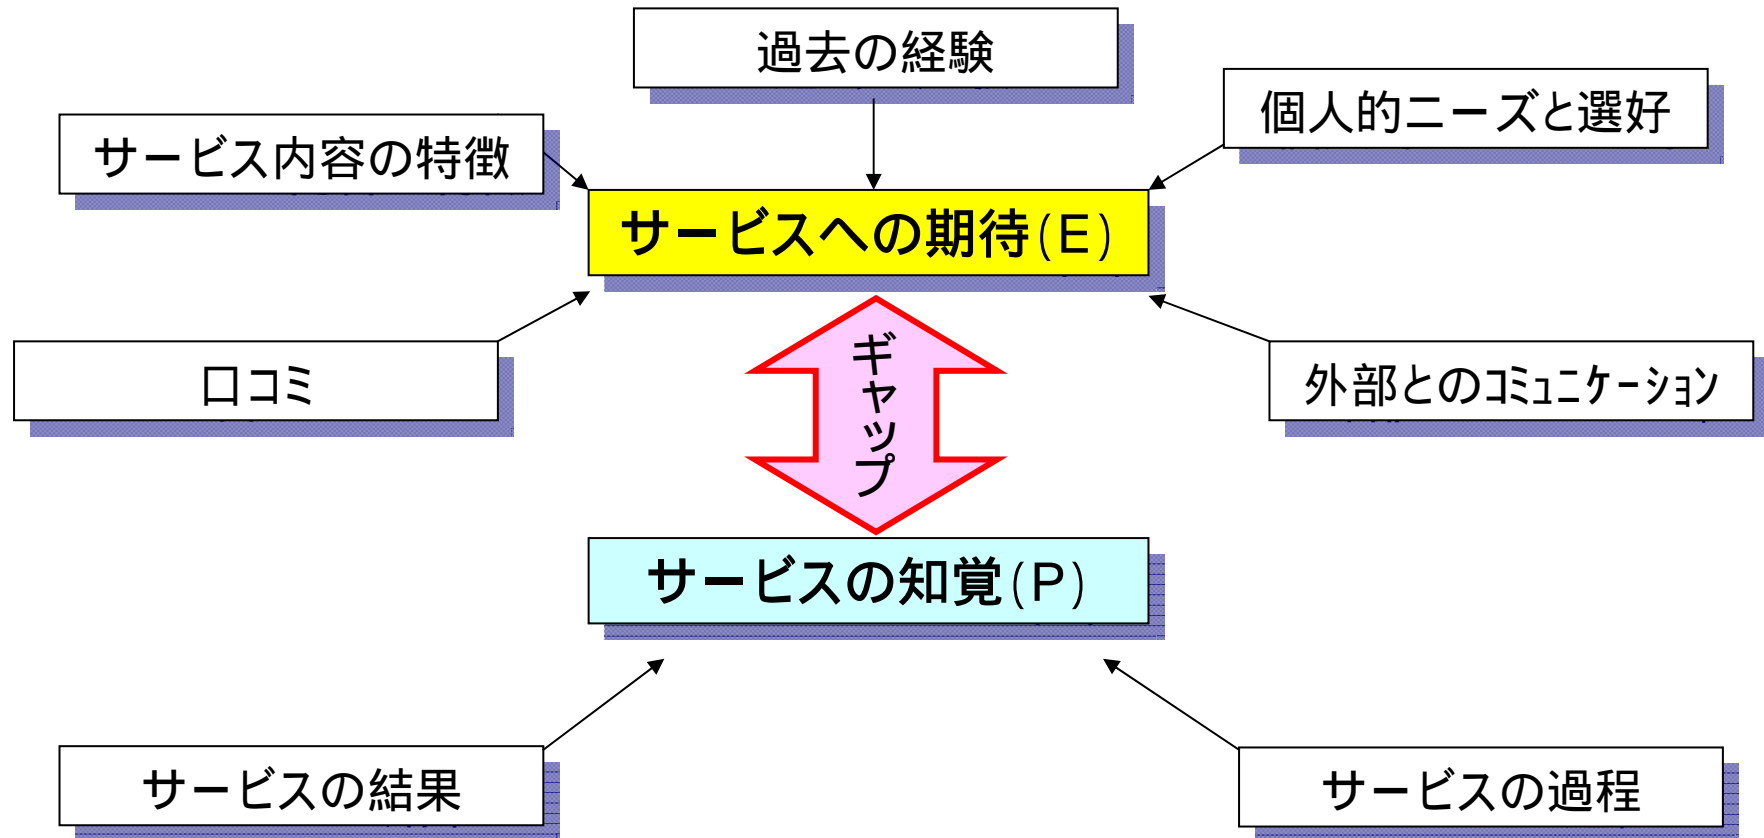 過去の経験
個人的ニーズと選好
サービス内容の特徴
サービスへの期待(E)
ギャップ
口コミ
外部とのｺﾐｭﾆケｰｼｮﾝ
サービスの知覚(P)
サービスの結果
サービスの過程